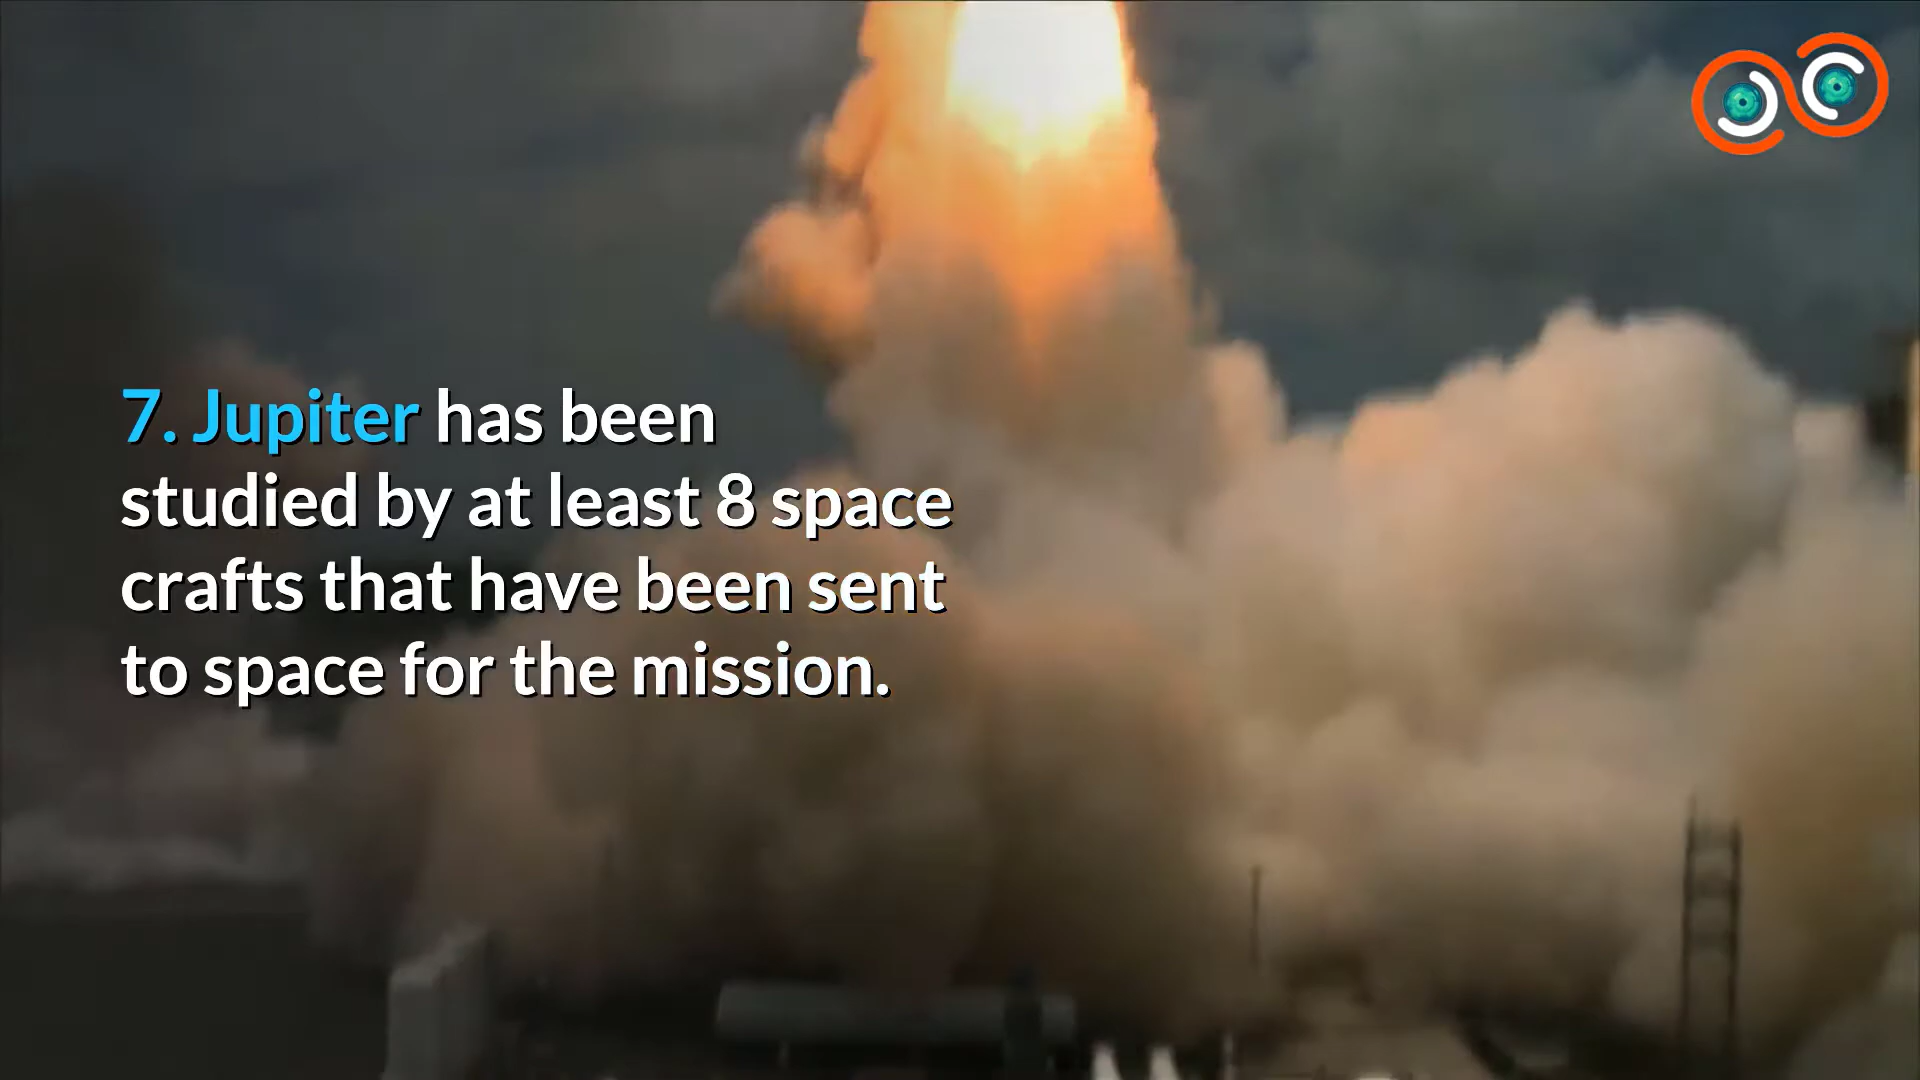 7. Jupiter has been
studied by at least 8 space
crafts that have been sent
to space for the mission.